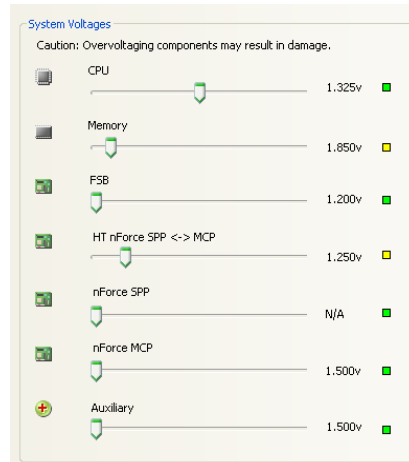 System Voltages
Caution: Overvoltaging components may result in damage.
CPU
1.325v
Memory
1.850v
FSB
1.200v
HT nForce SPP <-> MCP
1.250v
nForce SPP
N/A
nForce MCP
1.500v
Auxiliary
1.500v